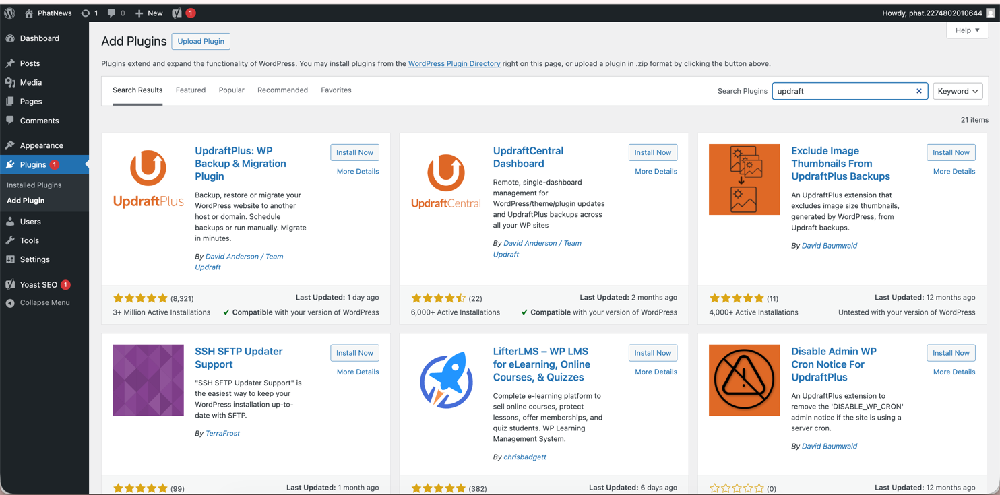 PhatNews 1 0 New 1 Howdy, phat.2274802010644
Dashboard
Posts
Media
Pages
Comments
Appearance
Plugins 1
Installed Plugins
Add Plugin
Users
Tools
Settings
Yoast SEO 1
Collapse Menu
Help
Add Plugins Upload Plugin
Plugins extend and expand the functionality of WordPress. You may install plugins from the WordPress Plugin Directory right on this page, or upload a plugin in .zip format by clicking the button above.
Search Results Featured Popular Recommended Favorites Search Plugins updraft × Keyword
21 items
UpdraftPlus
UpdraftPlus: WP
Backup & Migration
Plugin
Install Now
More Details
Backup, restore or migrate your
WordPress website to another
host or domain. Schedule
backups or run manually. Migrate
in minutes.
By David Anderson / Team
Updraft
(8,321) Last Updated: 1 day ago
3+ Million Active Installations ✔ Compatible with your version of WordPress
UpdraftCentral
UpdraftCentral
Dashboard
Install Now
More Details
Remote, single-dashboard
management for
WordPress/theme/plugin updates
and UpdraftPlus backups across
all your WP sites
By David Anderson / Team
Updraft
(22) Last Updated: 2 months ago
6,000+ Active Installations ✔ Compatible with your version of WordPress
Exclude Image
Thumbnails From
UpdraftPlus Backups
Install Now
More Details
An UpdraftPlus extension that
excludes image size thumbnails,
generated by WordPress, from
Updraft backups.
By David Baumwald
(11) Last Updated: 12 months ago
4,000+ Active Installations Untested with your version of WordPress
SSH SFTP Updater
Support
Install Now
More Details
"SSH SFTP Updater Support" is
the easiest way to keep your
WordPress installation up-to-
date with SFTP.
By TerraFrost
(99) Last Updated: 1 month ago
LifterLMS – WP LMS
for eLearning, Online
Courses, & Quizzes
Install Now
More Details
Complete e-learning platform to
sell online courses, protect
lessons, offer memberships, and
quiz students. WP Learning
Management System.
By chrisbadgett
(382) Last Updated: 6 days ago
Disable Admin WP
Cron Notice For
UpdraftPlus
Install Now
More Details
An UpdraftPlus extension to
remove the 'DISABLE_WP_CRON'
admin notice if the site is using a
server cron.
By David Baumwald
(0) Last Updated: 12 months ago